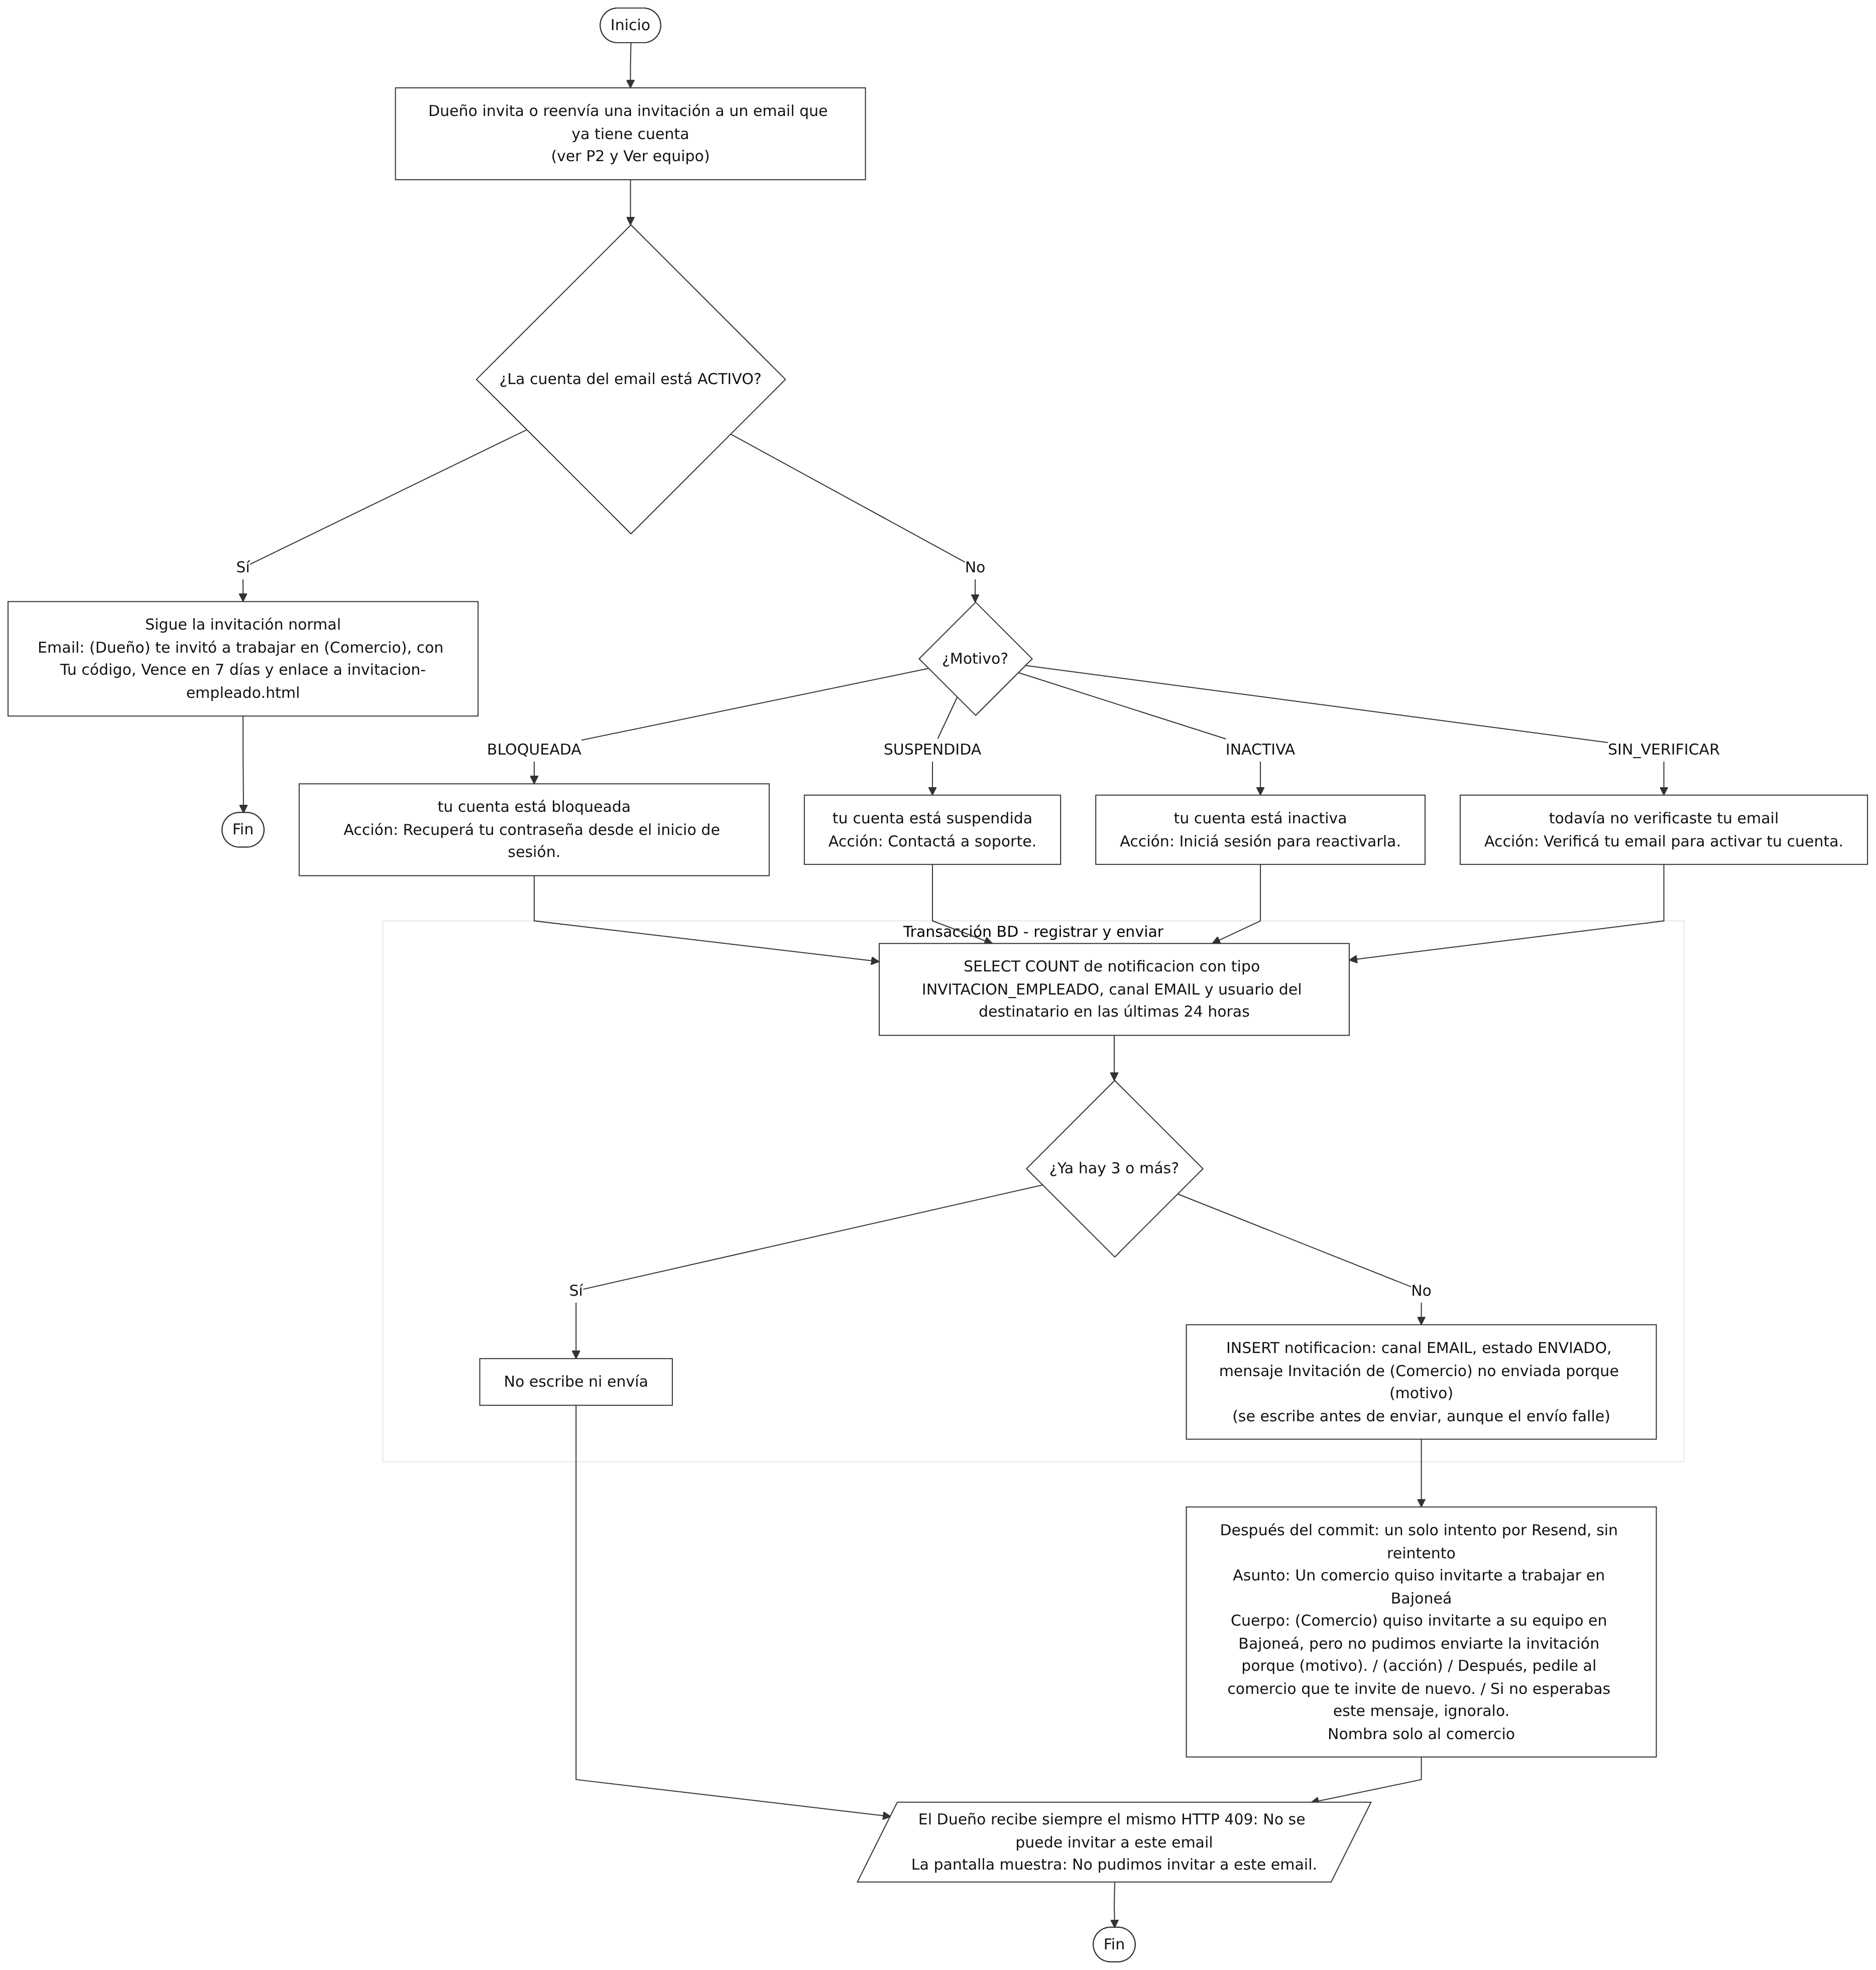 Inicio
Dueño invita o reenvía una invitación a un email que
ya tiene cuenta
(ver P2 y Ver equipo)
¿La cuenta del email está ACTIVO?
Sí
No
Sigue la invitación normal
Email: (Dueño) te invitó a trabajar en (Comercio), con
Tu código, Vence en 7 días y enlace a invitacion-
empleado.html
¿Motivo?
BLOQUEADA
SUSPENDIDA
INACTIVA
SIN_VERIFICAR
Fin
tu cuenta está bloqueada
Acción: Recuperá tu contraseña desde el inicio de
sesión.
tu cuenta está suspendida
Acción: Contactá a soporte.
tu cuenta está inactiva
Acción: Iniciá sesión para reactivarla.
todavía no verificaste tu email
Acción: Verificá tu email para activar tu cuenta.
Transacción BD - registrar y enviar
SELECT COUNT de notificacion con tipo
INVITACION_EMPLEADO, canal EMAIL y usuario del
destinatario en las últimas 24 horas
¿Ya hay 3 o más?
Sí
No
No escribe ni envía
INSERT notificacion: canal EMAIL, estado ENVIADO,
mensaje Invitación de (Comercio) no enviada porque
(motivo)
(se escribe antes de enviar, aunque el envío falle)
Después del commit: un solo intento por Resend, sin
reintento
Asunto: Un comercio quiso invitarte a trabajar en
Bajoneá
Cuerpo: (Comercio) quiso invitarte a su equipo en
Bajoneá, pero no pudimos enviarte la invitación
porque (motivo). / (acción) / Después, pedile al
comercio que te invite de nuevo. / Si no esperabas
este mensaje, ignoralo.
Nombra solo al comercio
El Dueño recibe siempre el mismo HTTP 409: No se
puede invitar a este email
La pantalla muestra: No pudimos invitar a este email.
Fin